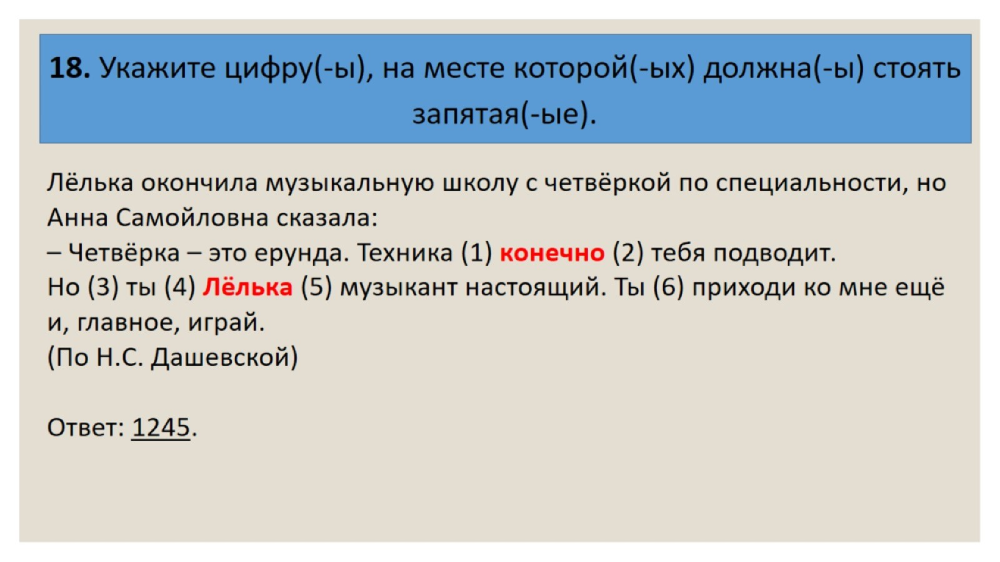 18. Укажите цифру(-ы), на месте которой(-ых) должна(-ы) стоять
запятая(-ые).
Лёлька окончила музыкальную школу с четвёркой по специальности, но
Анна Самойловна сказала:
– Четвёрка – это ерунда. Техника (1) конечно (2) тебя подводит.
Но (3) ты (4) Лёлька (5) музыкант настоящий. Ты (6) приходи ко мне ещё
и, главное, играй.
(По Н.С. Дашевской)
Ответ: 1245.